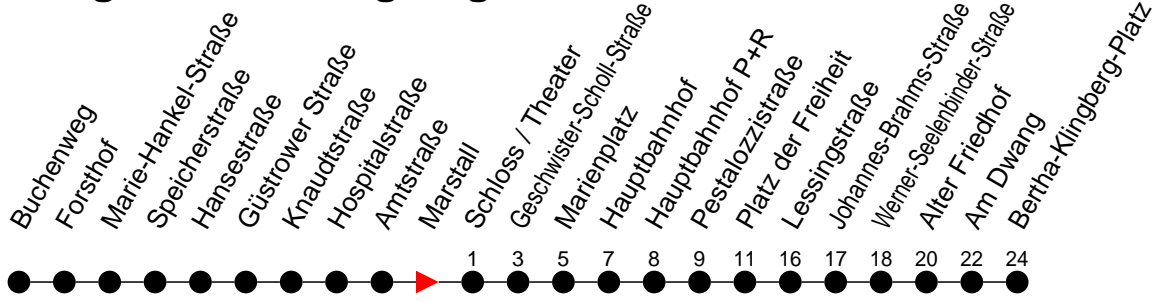 Buchenweg
Forsthof
Marie-Hankel-Straße
Speicherstraße
Hansestraße
Güstrower Straße
Knaudtstraße
Hospitalstraße
Amtstraße
Marstall
Schloss / Theater
Geschwister-Scholl-Straße
Marienplatz
Hauptbahnhof
Hauptbahnhof P+R
Pestalozzistraße
Platz der Freiheit
Lessingstraße
Johannes-Brahms-Straße
Werner-Seelenbinder-Straße
Alter Friedhof
Am Dwang
Bertha-Klingberg-Platz
1 3 5 7 8 9 11 16 17 18 20 22 24